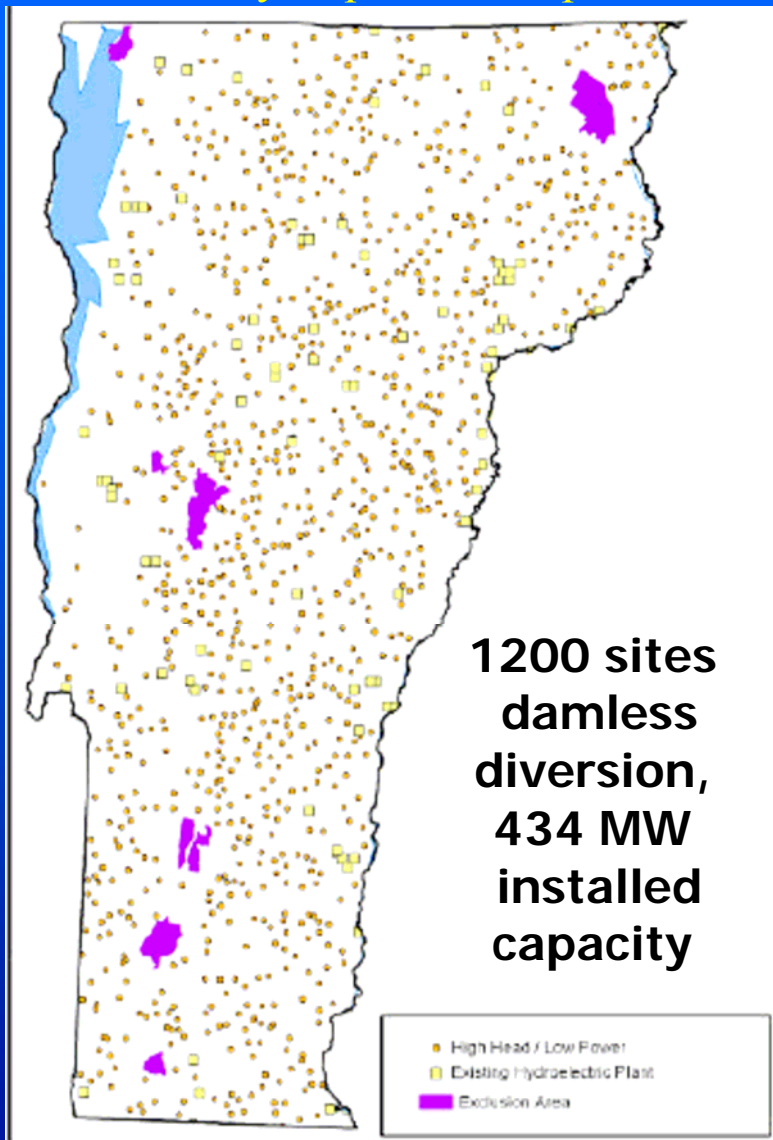 1200 sites
damless
diversion,
434 MW
installed
capacity
High Head / Low Power
Existing Hydroelectric Plant
Exclusion Area